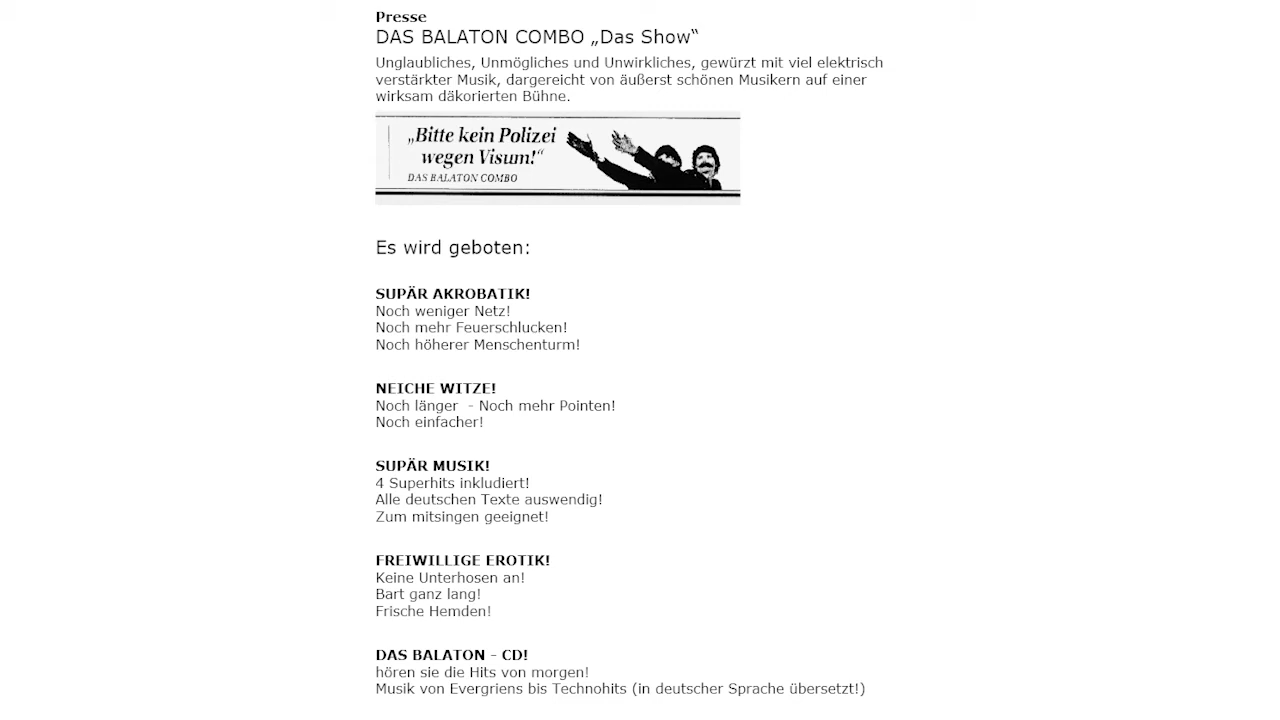 Presse
DAS BALATON COMBO „Das Show“
Unglaubliches, Unmögliches und Unwirkliches, gewürzt mit viel elektrisch
verstärkter Musik, dargereicht von äußerst schönen Musikern auf einer
wirksam däkorierten Bühne.
„Bitte kein Polizei
wegen Visum!“
DAS BALATON COMBO
Es wird geboten:
SUPÄR AKROBATIK!
Noch weniger Netz!
Noch mehr Feuerschlucken!
Noch höherer Menschenturm!
NEICHE WITZE!
Noch länger - Noch mehr Pointen!
Noch einfacher!
SUPÄR MUSIK!
4 Superhits inkludiert!
Alle deutschen Texte auswendig!
Zum mitsingen geeignet!
FREIWILLIGE EROTIK!
Keine Unterhosen an!
Bart ganz lang!
Frische Hemden!
DAS BALATON - CD!
hören sie die Hits von morgen!
Musik von Evergriens bis Technohits (in deutscher Sprache übersetzt!)